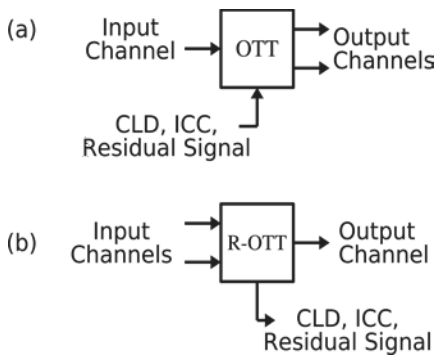 (a)
Input
Channel
OTT
Output
Channels
CLD, ICC,
Residual Signal
(b)
Input
Channels
R-OTT
Output
Channel
CLD, ICC,
Residual Signal